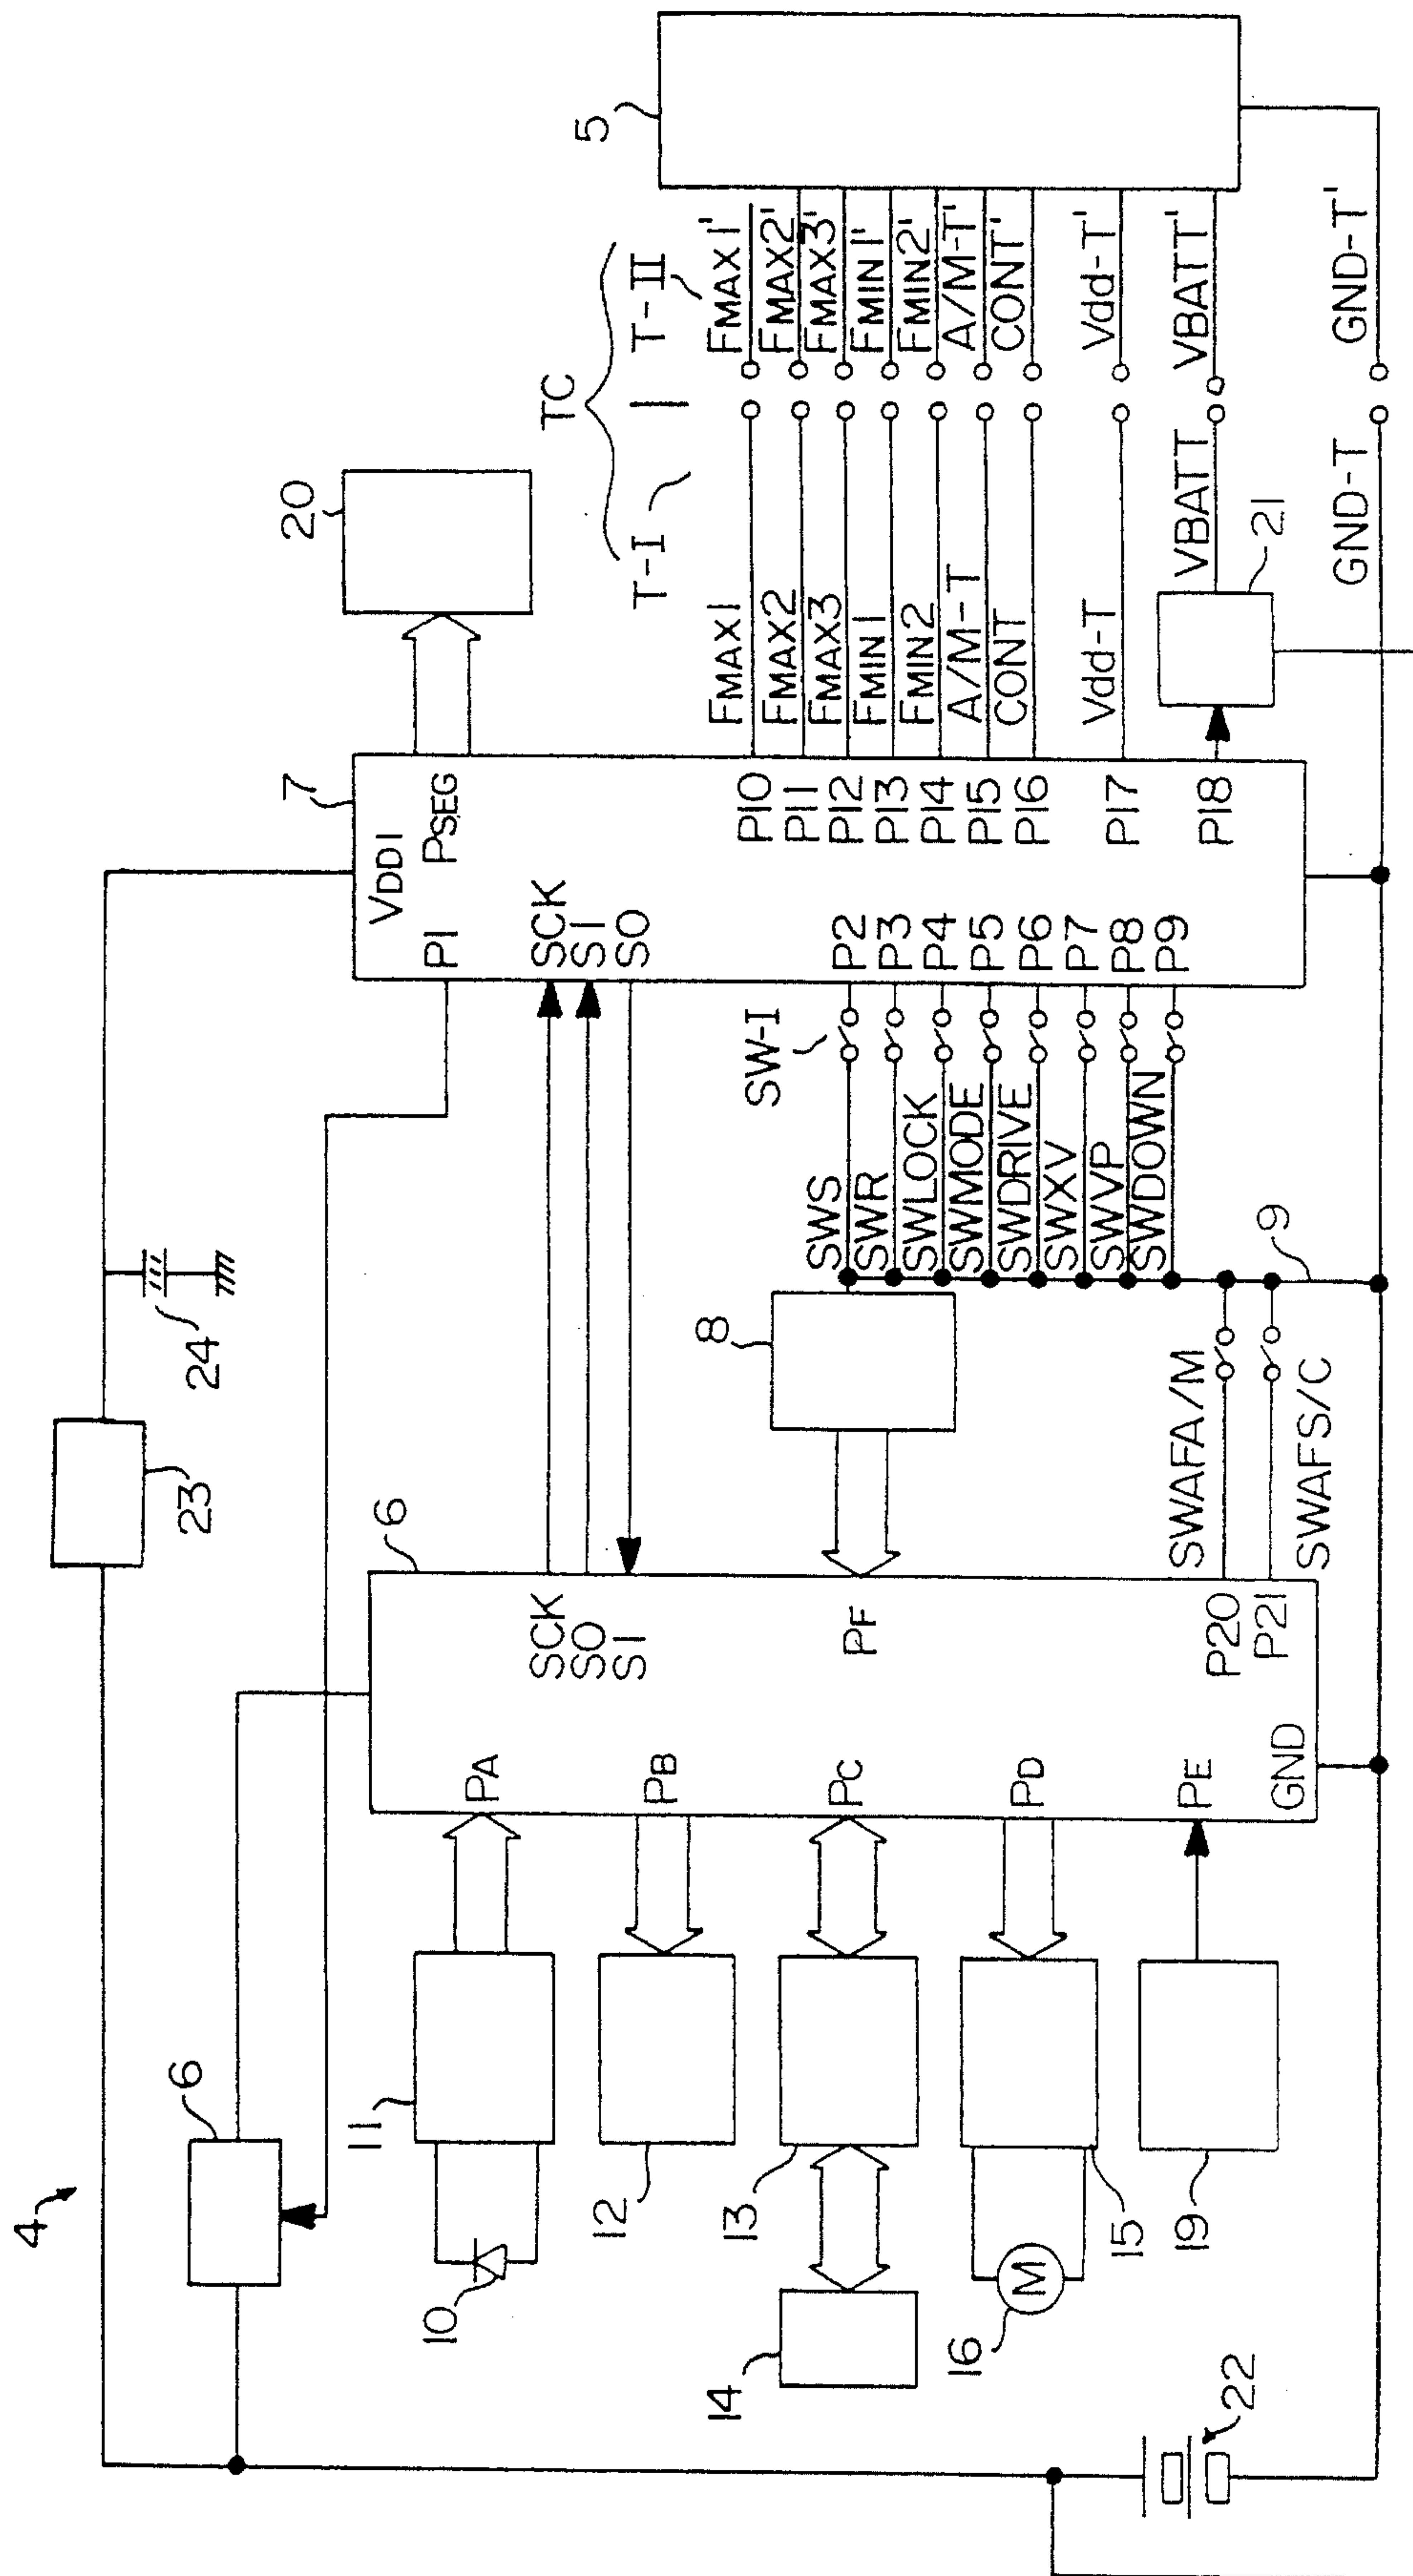 4
6
23
24
7
VDD1
P1
PSEG
20
TC
T-I
T-II
5
SCK
SO
SI
SCK
SI
SO
6
11
10
PA
12
PB
13
14
PC
15
16
M
PD
19
PE
GND
PF
8
P20
P21
SWAFA/M
SWAFS/C
9
SW-I
SWS
SWR
SWLOCK
SWMODE
SWDRIVE
SWXV
SWVP
SWDOWN
P2
P3
P4
P5
P6
P7
P8
P9
P10
P11
P12
P13
P14
P15
P16
P17
P18
FMAX1
FMAX2
FMAX3
FMIN1
FMIN2
A/M-T
CONT
Vdd-T
VBATT
GND-T
21
FMAX1'
FMAX2'
FMAX3'
FMIN1'
FMIN2'
A/M-T'
CONT'
Vdd-T'
VBATT'
GND-T'
22